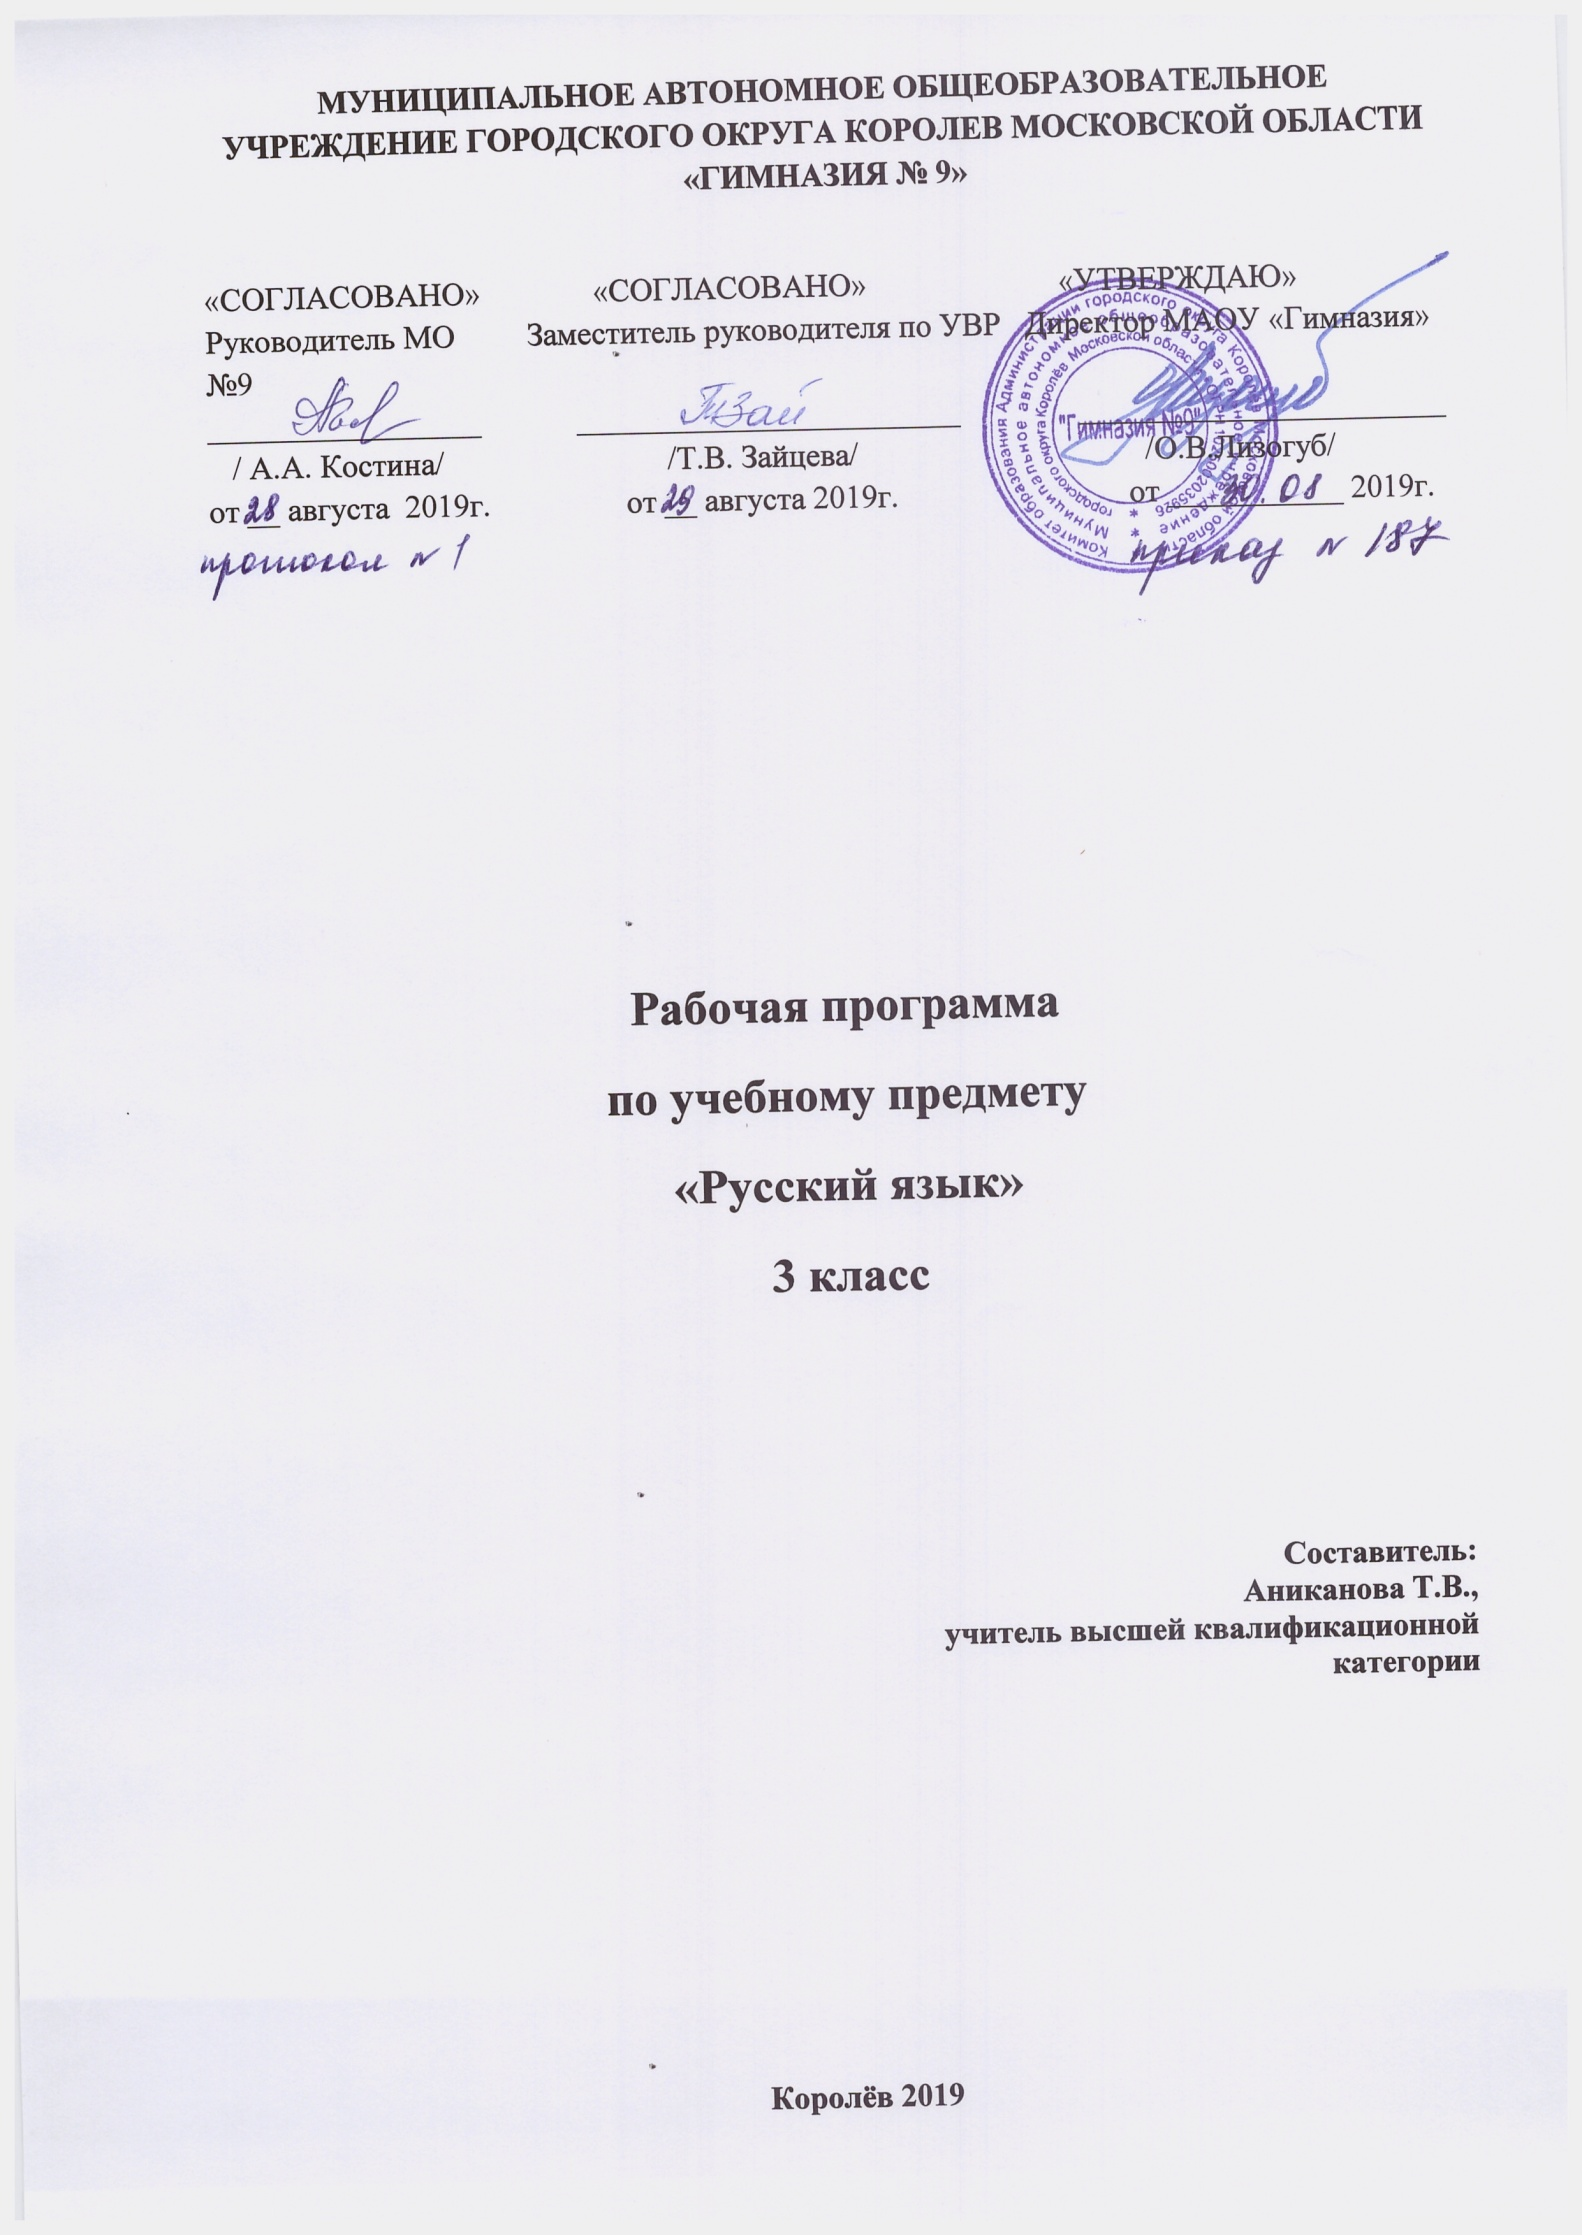 МУНИЦИПАЛЬНОЕ АВТОНОМНОЕ ОБЩЕОБРАЗОВАТЕЛЬНОЕ
УЧРЕЖДЕНИЕ ГОРОДСКОГО ОКРУГА КОРОЛЕВ МОСКОВСКОЙ ОБЛАСТИ
«ГИМНАЗИЯ № 9»
«СОГЛАСОВАНО» «СОГЛАСОВАНО» «УТВЕРЖДАЮ»
Руководитель МО Заместитель руководителя по УВР Директор МАОУ «Гимназия»
№9
"Гимназия №9"
/ А.А. Костина/ /Т.В. Зайцева/ /О.В.Лизогуб/
от 28 августа 2019г. от 29 августа 2019г. от 30.08 2019г.
протокол № 1 приказ № 187
Рабочая программа
по учебному предмету
«Русский язык»
3 класс
Составитель:
Аниканова Т.В.,
учитель высшей квалификационной
категории
Королёв 2019